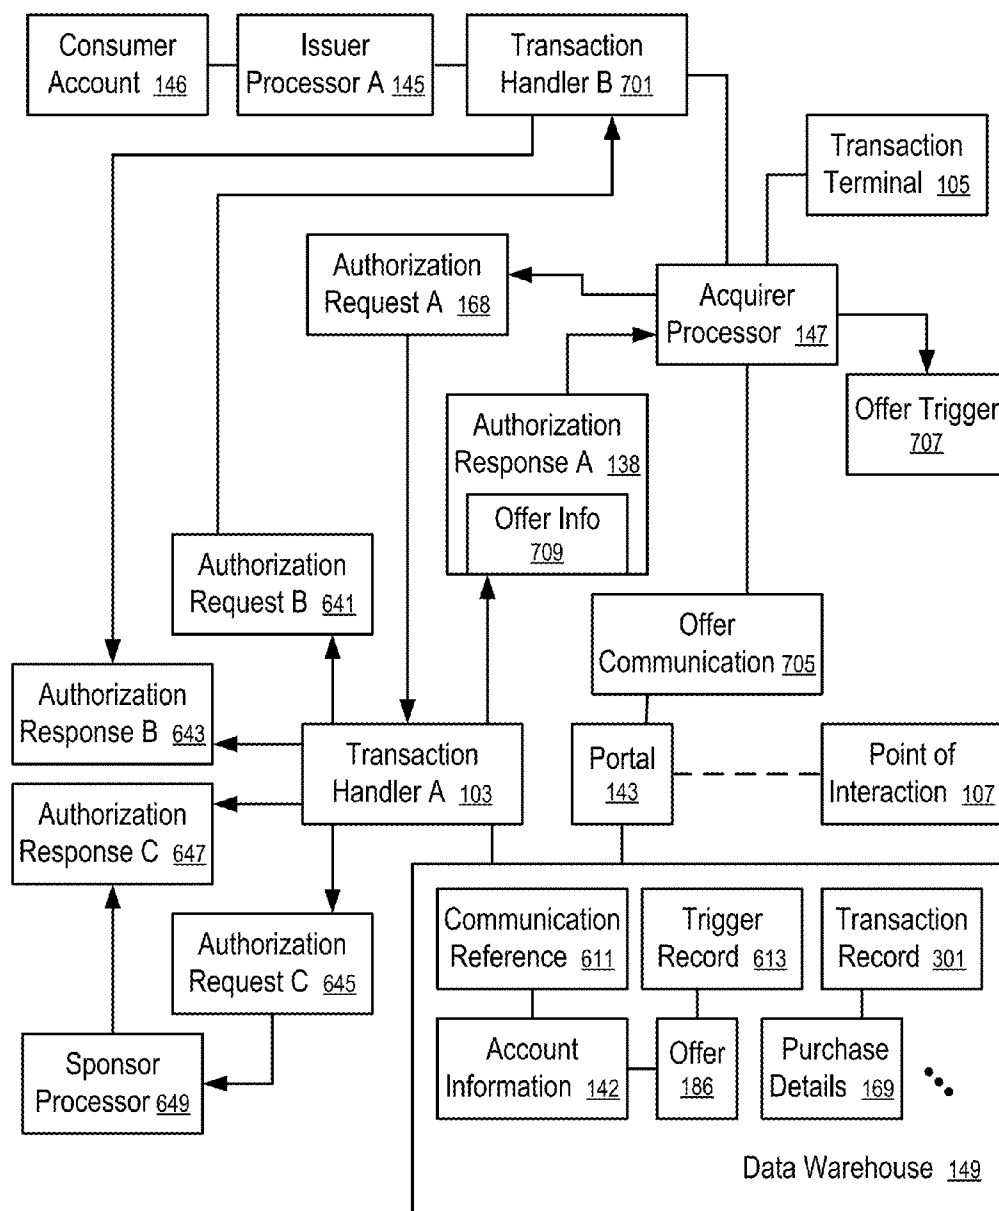 Consumer
Account 146
Issuer
Processor A 145
Transaction
Handler B 701
Transaction
Terminal 105
Authorization
Request A 168
Acquirer
Processor 147
Offer Trigger
707
Authorization
Response A 138
Offer Info
709
Authorization
Request B 641
Offer
Communication 705
Authorization
Response B 643
Transaction
Handler A 103
Portal
143
Point of
Interaction 107
Authorization
Response C 647
Authorization
Request C 645
Sponsor
Processor 649
Communication
Reference 611
Trigger
Record 613
Transaction
Record 301
Account
Information 142
Offer
186
Purchase
Details 169
Data Warehouse 149